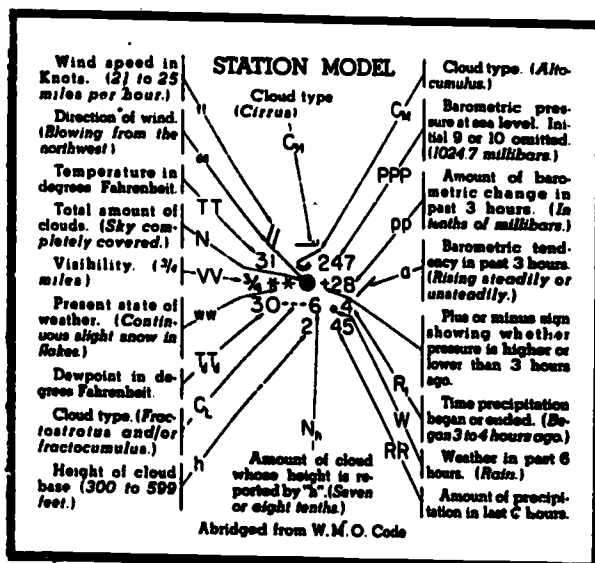 STATION MODEL
Wind speed in
Knots. (21 to 25
miles per hour.)
Direction of wind.
(Blowing from the
northwest)
Temperature in
degrees Fahrenheit.
Total amount of
clouds. (Sky com-
pletely covered.)
Visibility. (3/4
miles)
Present state of
weather. (Contin-
uous slight snow in
flakes.)
Dewpoint in de-
grees Fahrenheit.
Cloud type. (Frac-
tostratus and/or
fractocumulus.)
Height of cloud
base (300 to 599
feet.)
Cloud type
(Cirrus)
CH
ff
dd
TT
N
VV
ww
TdTd
CL
h
31
247
3/4 **
+28
30
6
4
2
45
Nh
Amount of cloud
whose height is re-
ported by "h". (Seven
or eight tenths.)
CM
PPP
pp
a
Rt
W
RR
Cloud type. (Alto-
cumulus.)
Barometric pres-
sure at sea level. Ini-
tial 9 or 10 omitted.
(1024.7 millibars.)
Amount of baro-
metric change in
past 3 hours. (In
tenths of millibars.)
Barometric tend-
ency in past 3 hours.
(Rising steadily or
unsteadily.)
Plus or minus sign
showing whether
pressure is higher or
lower than 3 hours
ago.
Time precipitation
began or ended. (Be-
gan 3 to 4 hours ago.)
Weather in past 6
hours. (Rain.)
Amount of precipi-
tation in last 6 hours.
Abridged from W.M.O. Code